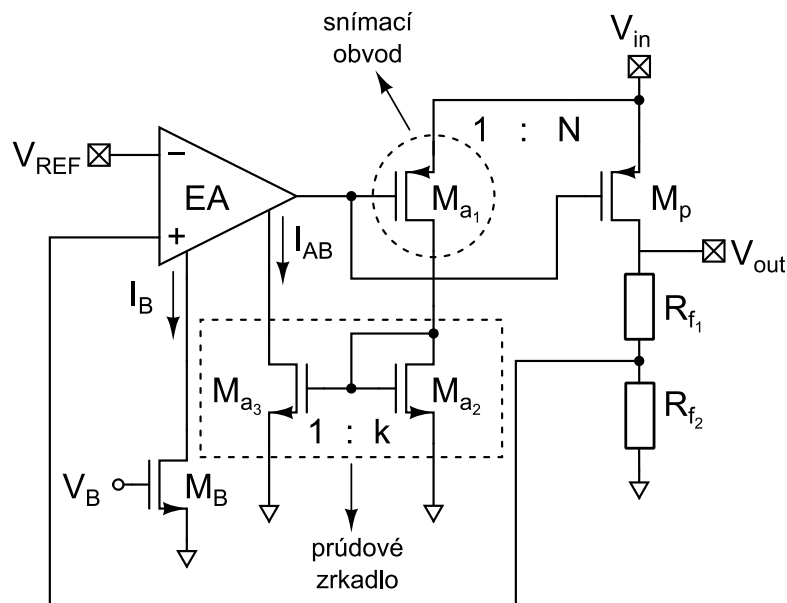 snímací
obvod
V_in
1 : N
V_REF
−
EA
+
M_a1
M_p
I_AB
V_out
I_B
R_f1
M_a3
M_a2
1 : k
R_f2
V_B
M_B
prúdové
zrkadlo